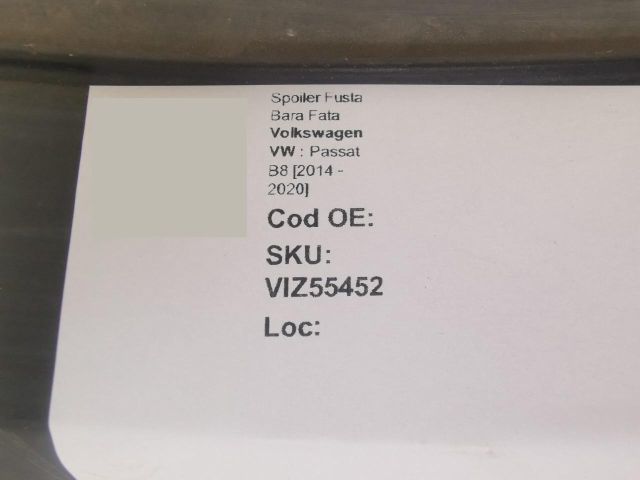 Spoiler Fusta
Bara Fata
Volkswagen
VW : Passat
B8 [2014 -
2020]
Cod OE:
SKU:
VIZ55452
Loc: